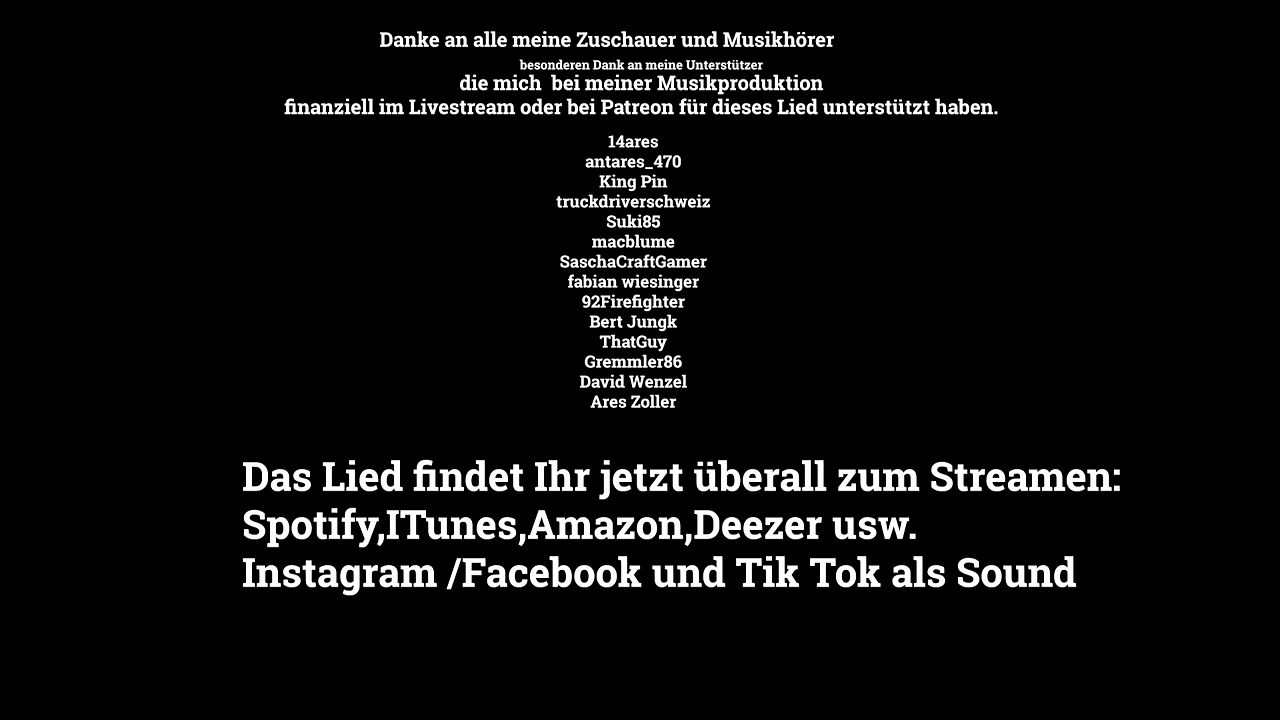 Danke an alle meine Zuschauer und Musikhörer
besonderen Dank an meine Unterstützer
die mich  bei meiner Musikproduktion
finanziell im Livestream oder bei Patreon für dieses Lied unterstützt haben.
14ares
antares_470
King Pin
truckdriverschweiz
Suki85
macblume
SaschaCraftGamer
fabian wiesinger
92Firefighter
Bert Jungk
ThatGuy
Gremmler86
David Wenzel
Ares Zoller
Das Lied findet Ihr jetzt überall zum Streamen:
Spotify,ITunes,Amazon,Deezer usw.
Instagram /Facebook und Tik Tok als Sound